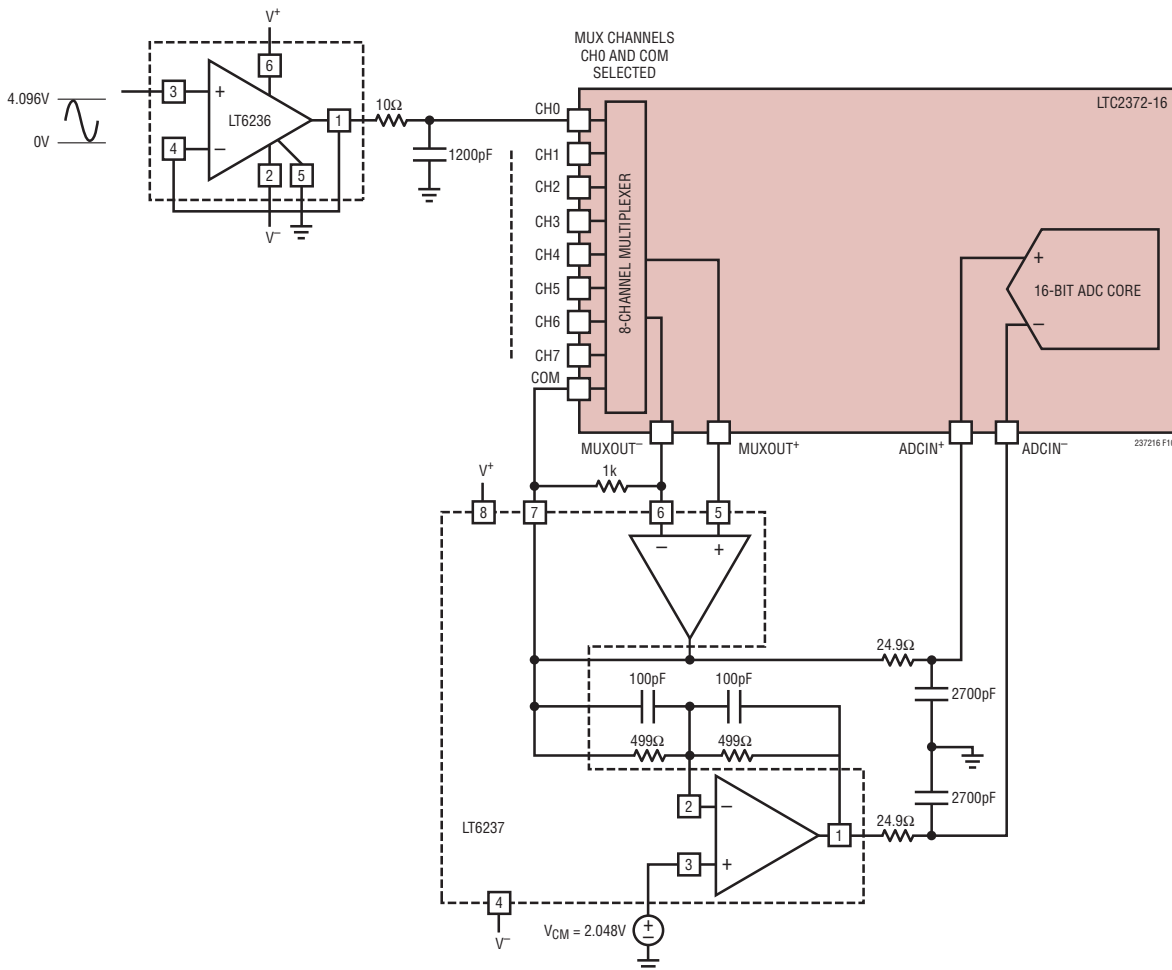 V+
MUX CHANNELS
CH0 AND COM
SELECTED
6
LTC2372-16
4.096V
0V
3
+
LT6236
1
10Ω
CH0
4
–
1200pF
2
5
V–
CH1
CH2
CH3
CH4
CH5
CH6
CH7
COM
8-CHANNEL MULTIPLEXER
+
16-BIT ADC CORE
–
MUXOUT–
MUXOUT+
ADCIN+
ADCIN–
V+
1k
8
7
6
5
–
+
24.9Ω
100pF
100pF
2700pF
499Ω
499Ω
2700pF
2
–
LT6237
1
24.9Ω
3
+
4
V–
VCM = 2.048V
+
–